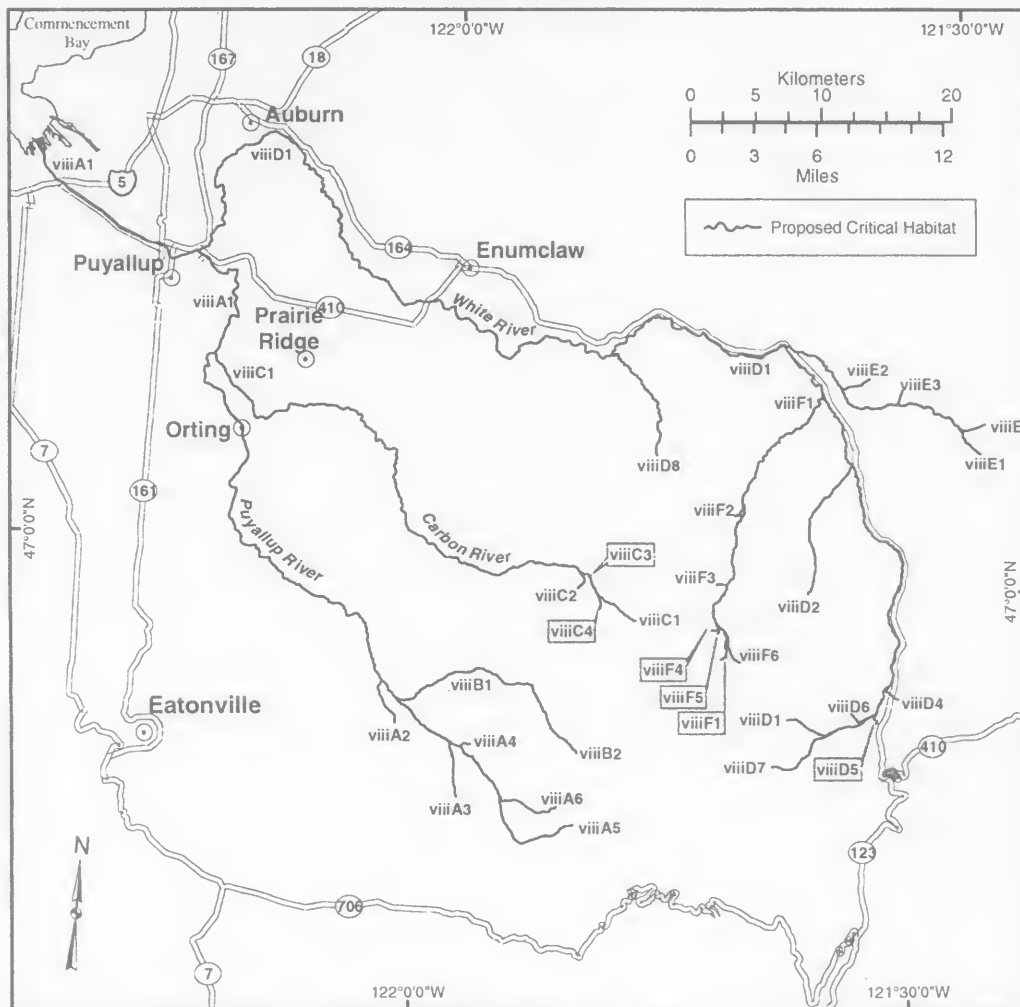 Commencement
Bay
122°0'0"W
121°30'0"W
167
18
Auburn
Kilometers
0 5 10 20
0 3 6 12
Miles
Proposed Critical Habitat
viiiA1
viiiD1
5
164
Enumclaw
Puyallup
White River
viiiA1
410
Prairie
Ridge
viiiC1
viiiD1
viiiE2
viiiE3
viiiF1
viiiE
viiiE1
Orting
7
viiiD8
161
47°0'0"N
Puyallup River
Carbon River
viiiF2
viiiC3
viiiF3
viiiC2
viiiD2
47°0'0"N
viiiC1
viiiC4
viiiF4
viiiF6
viiiB1
viiiF5
viiiD4
Eatonville
viiiD6
viiiF1
viiiD1
viiiA2
viiiA4
viiiB2
410
viiiD7
viiiD5
viiiA3
viiiA6
viiiA5
N
123
706
7
122°0'0"W
121°30'0"W